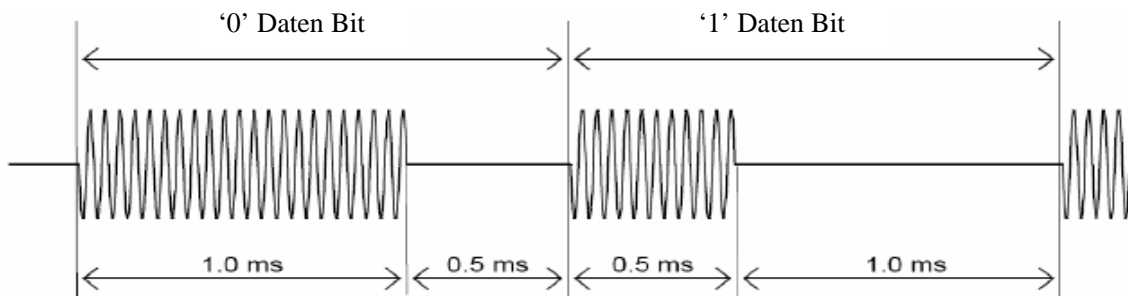 ‘0’ Daten Bit ‘1’ Daten Bit
1.0 ms 0.5 ms 0.5 ms 1.0 ms